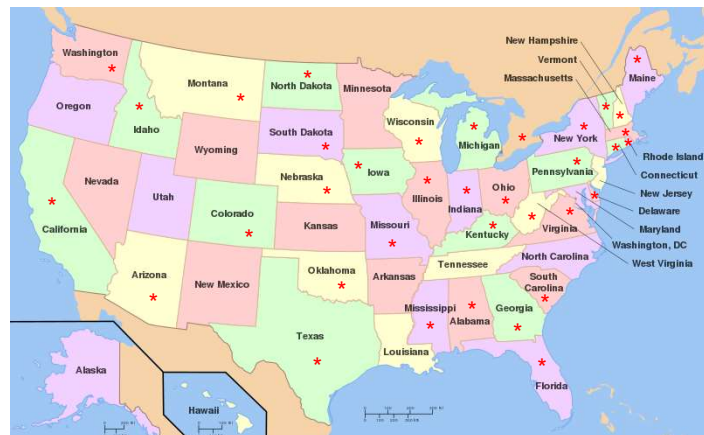 New Hampshire
Vermont
Massachusetts
Washington
Montana
North Dakota
Minnesota
Maine
Oregon
Idaho
South Dakota
Wisconsin
Michigan
New York
Rhode Island
Connecticut
New Jersey
Delaware
Maryland
Washington, DC
West Virginia
Wyoming
Nebraska
Iowa
Pennsylvania
Nevada
Utah
Colorado
Kansas
Illinois
Indiana
Ohio
Missouri
Kentucky
Virginia
California
Arizona
New Mexico
Oklahoma
Arkansas
Tennessee
North Carolina
South
Carolina
Texas
Mississippi
Alabama
Georgia
Louisiana
Florida
Alaska
Hawaii